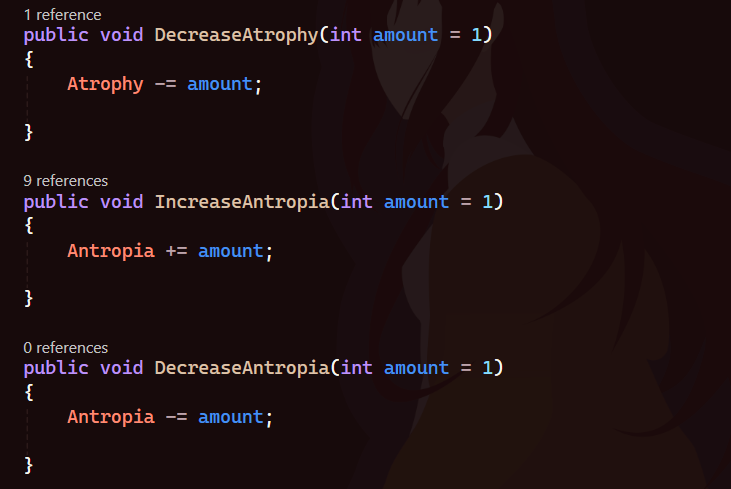 1 reference
public void DecreaseAtrophy(int amount = 1)
{
    Atrophy -= amount;
}
9 references
public void IncreaseAntropia(int amount = 1)
{
    Antropia += amount;
}
0 references
public void DecreaseAntropia(int amount = 1)
{
    Antropia -= amount;
}